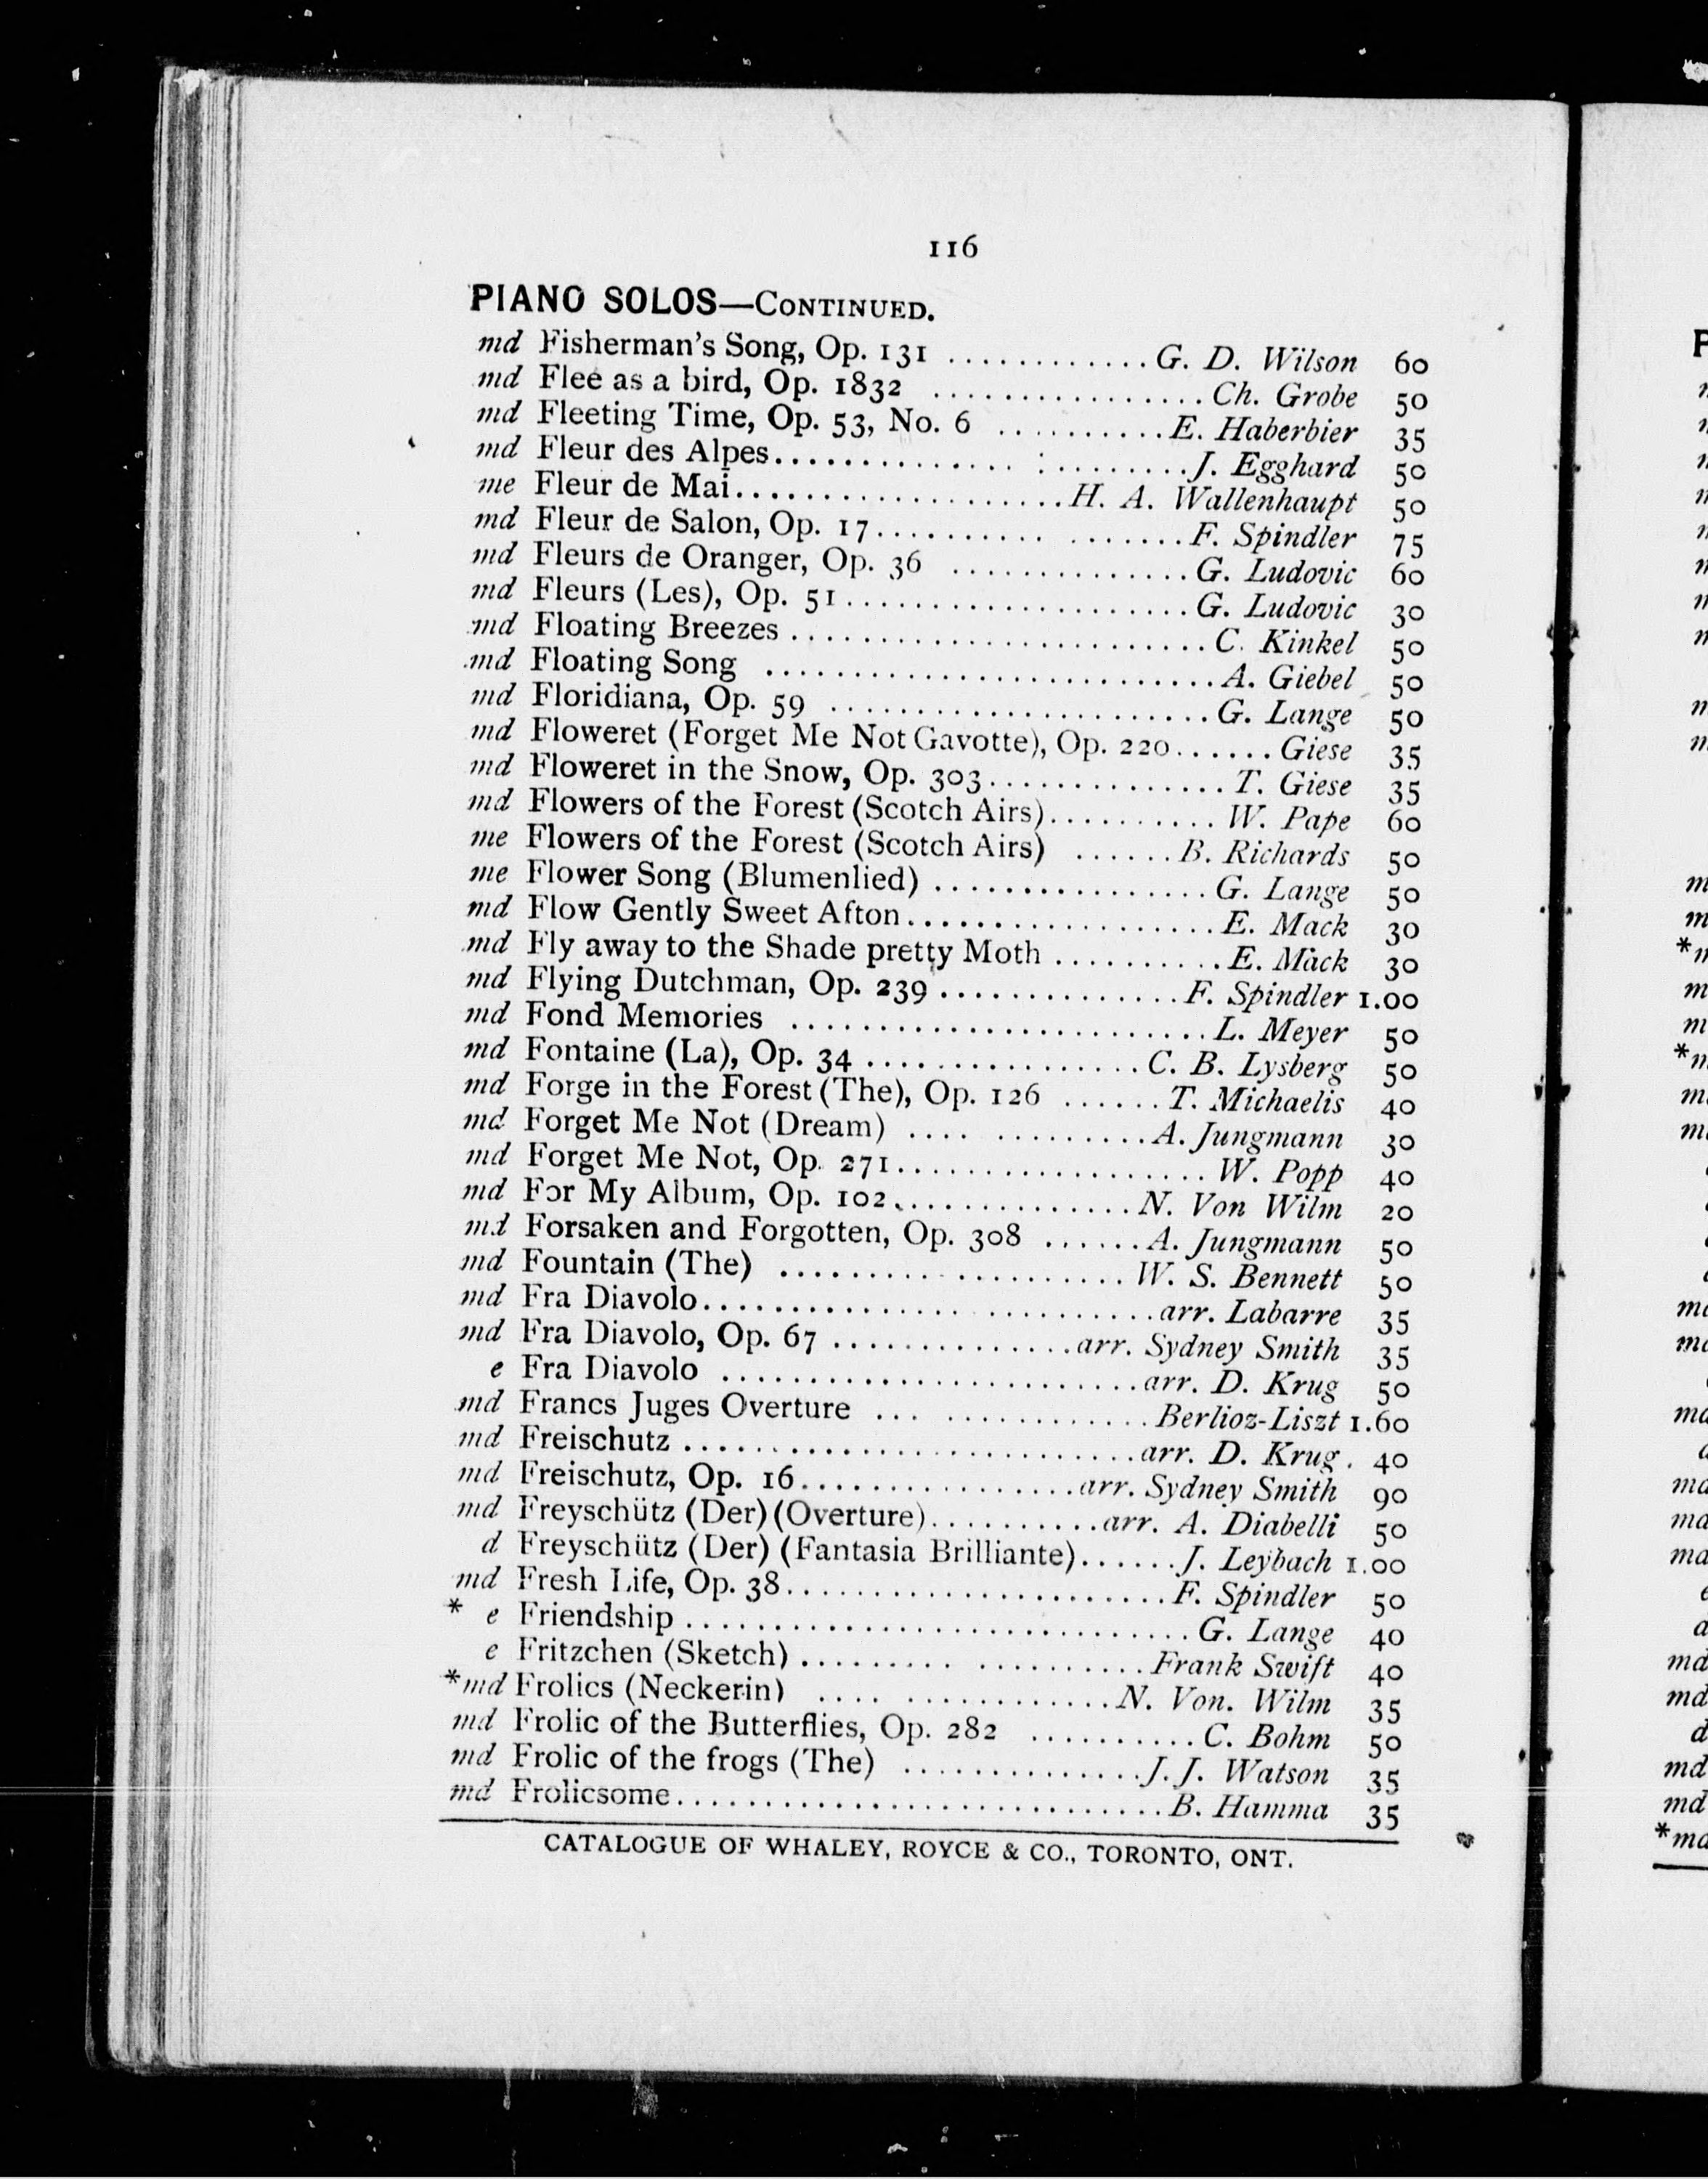 116
PIANO SOLOS—CONTINUED.
md Fisherman's Song, Op. 131 ............G. D. Wilson 60
md Flee as a bird, Op. 1832 ................Ch. Grobe 50
md Fleeting Time, Op. 53, No. 6 ..........E. Haberbier 35
md Fleur des Alpes......................J. Egghard 50
me Fleur de Mai...................H. A. Wallenhaupt 50
md Fleur de Salon, Op. 17.................F. Spindler 75
md Fleurs de Oranger, Op. 36 ..............G. Ludovic 60
md Fleurs (Les), Op. 51....................G. Ludovic 30
md Floating Breezes........................C. Kinkel 50
md Floating Song ..........................A. Giebel 50
md Floridiana, Op. 59 ......................G. Lange 50
md Floweret (Forget Me Not Gavotte), Op. 220......Giese 35
md Floweret in the Snow, Op. 303..............T. Giese 35
md Flowers of the Forest (Scotch Airs)..........W. Pape 60
me Flowers of the Forest (Scotch Airs) ......B. Richards 50
me Flower Song (Blumenlied) ................G. Lange 50
md Flow Gently Sweet Afton..................E. Mack 30
md Fly away to the Shade pretty Moth ..........E. Mack 30
md Flying Dutchman, Op. 239..............F. Spindler 1.00
md Fond Memories ........................L. Meyer 50
md Fontaine (La), Op. 34................C. B. Lysberg 50
md Forge in the Forest (The), Op. 126 ......T. Michaelis 40
md Forget Me Not (Dream) .... .........A. Jungmann 30
md Forget Me Not, Op. 271..................W. Popp 40
md For My Album, Op. 102..............N. Von Wilm 20
md Forsaken and Forgotten, Op. 308 ......A. Jungmann 50
md Fountain (The) ....................W. S. Bennett 50
md Fra Diavolo..........................arr. Labarre 35
md Fra Diavolo, Op. 67 ..............arr. Sydney Smith 35
e Fra Diavolo ........................arr. D. Krug 50
md Francs Juges Overture ... ............Berlioz-Liszt 1.60
md Freischutz..........................arr. D. Krug. 40
md Freischutz, Op. 16................arr. Sydney Smith 90
md Freyschütz (Der) (Overture)..........arr. A. Diabelli 50
d Freyschütz (Der) (Fantasia Brilliante)......J. Leybach 1.00
md Fresh Life, Op. 38......................F. Spindler 50
* e Friendship.............................G. Lange 40
e Fritzchen (Sketch)......... ..........Frank Swift 40
*md Frolics (Neckerin) .... ............N. Von. Wilm 35
md Frolic of the Butterflies, Op. 282 ..........C. Bohm 50
md Frolic of the frogs (The) ..............J. J. Watson 35
md Frolicsome............................B. Hamma 35
CATALOGUE OF WHALEY, ROYCE & CO., TORONTO, ONT.